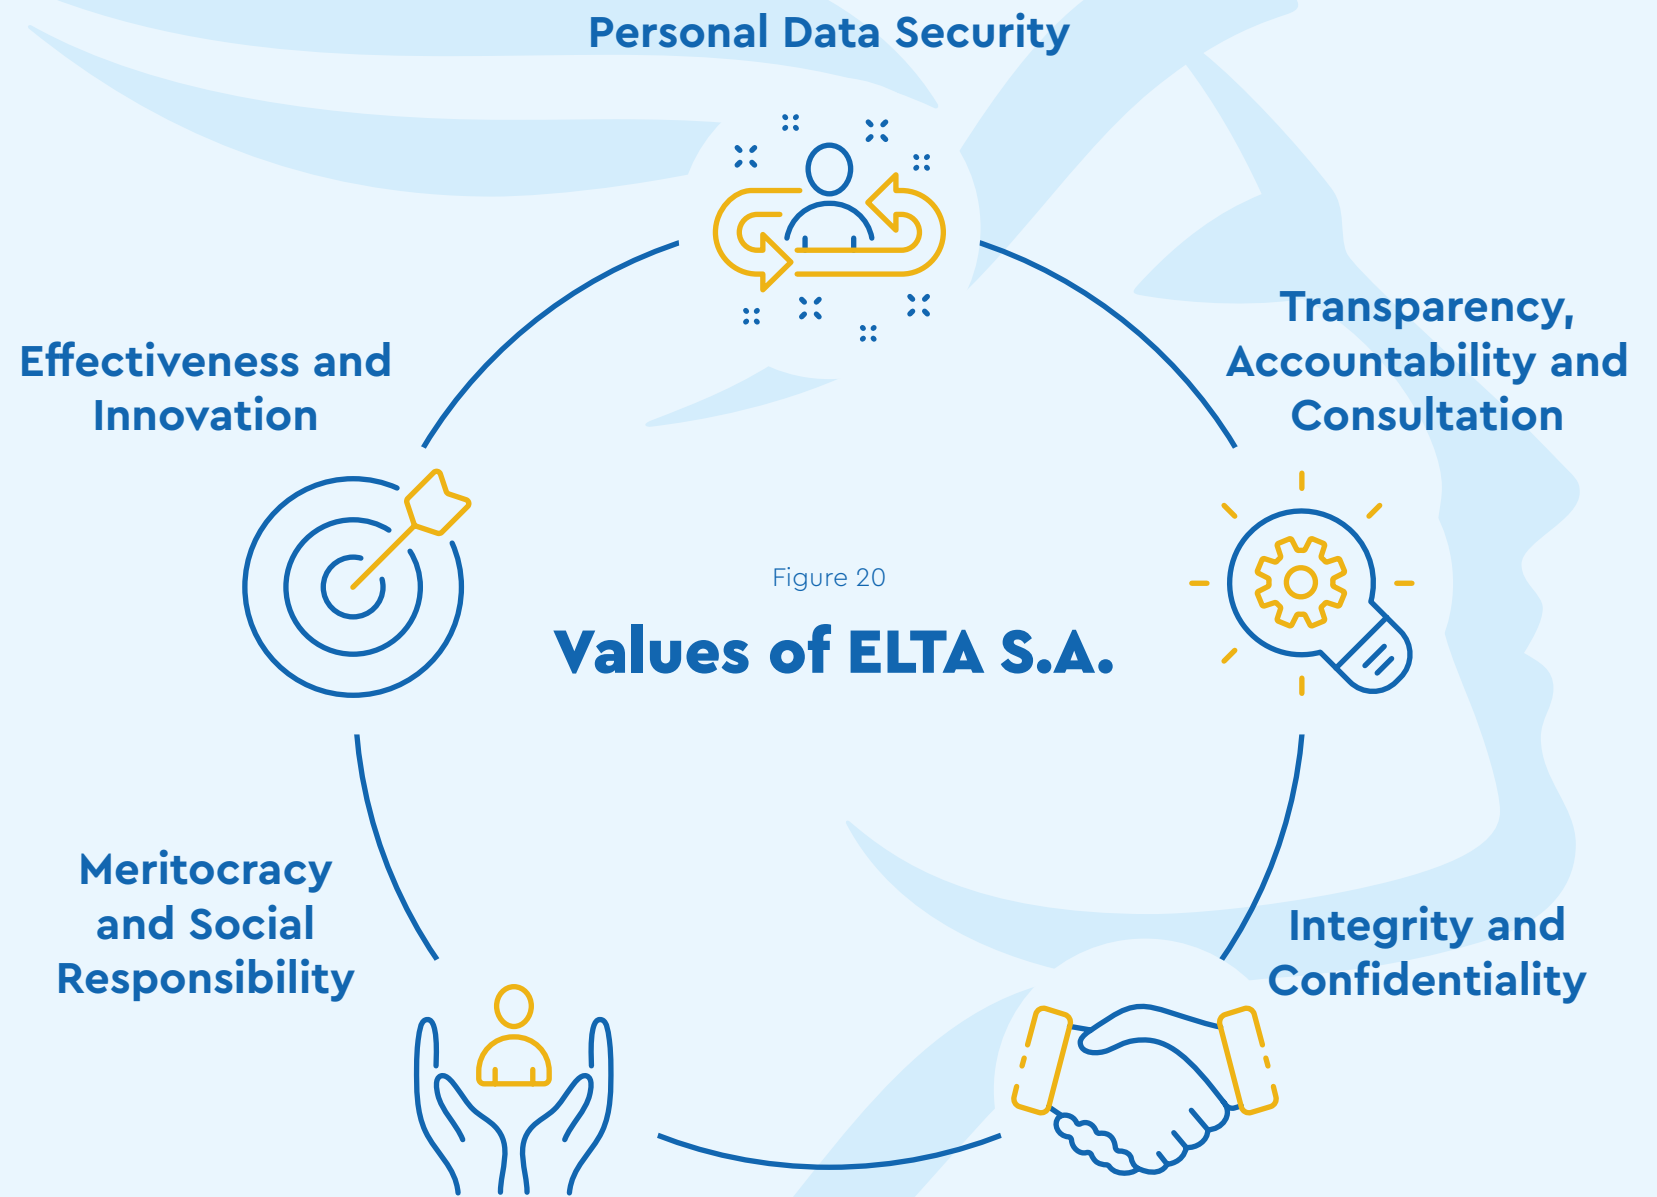 Personal Data Security
Transparency,
Accountability and
Consultation
Effectiveness and
Innovation
Figure 20
Values of ELTA S.A.
Meritocracy
and Social
Responsibility
Integrity and
Confidentiality